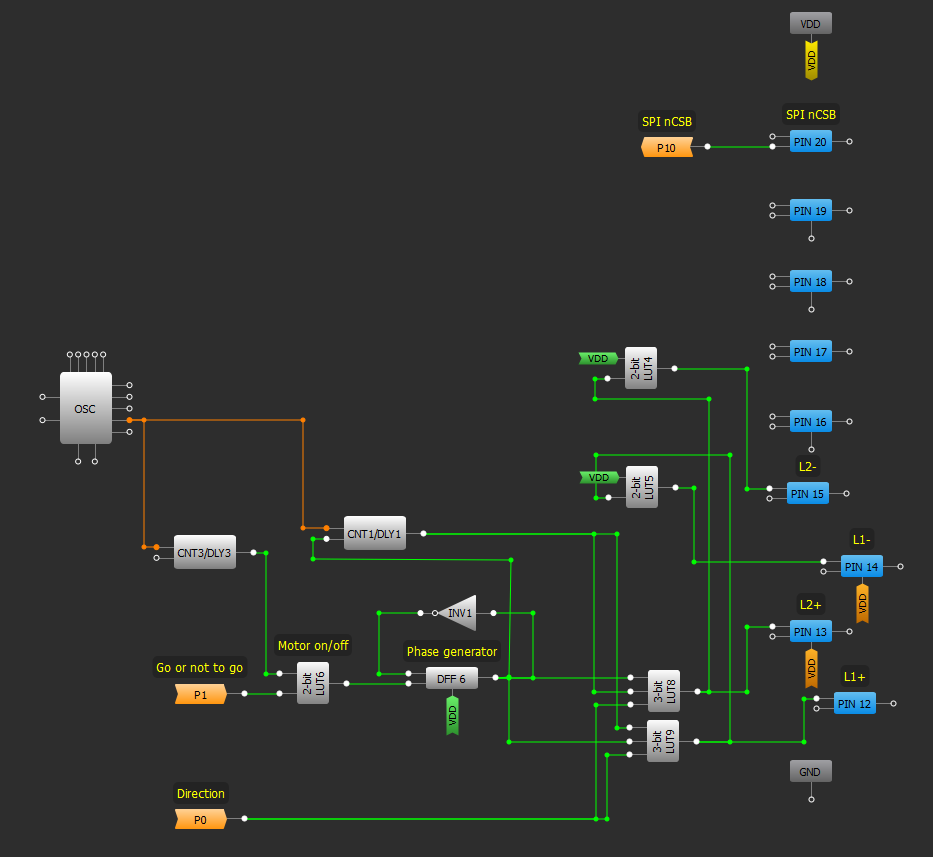 VDD
VDD
SPI nCSB
SPI nCSB
P10
PIN 20
PIN 19
PIN 18
PIN 17
VDD
2-bit
LUT4
OSC
PIN 16
L2-
VDD
2-bit
LUT5
PIN 15
CNT1/DLY1
L1-
CNT3/DLY3
PIN 14
VDD
INV1
L2+
PIN 13
Motor on/off
Phase generator
VDD
Go or not to go
2-bit
LUT6
DFF 6
L1+
P1
3-bit
LUT8
PIN 12
VDD
3-bit
LUT9
GND
Direction
P0